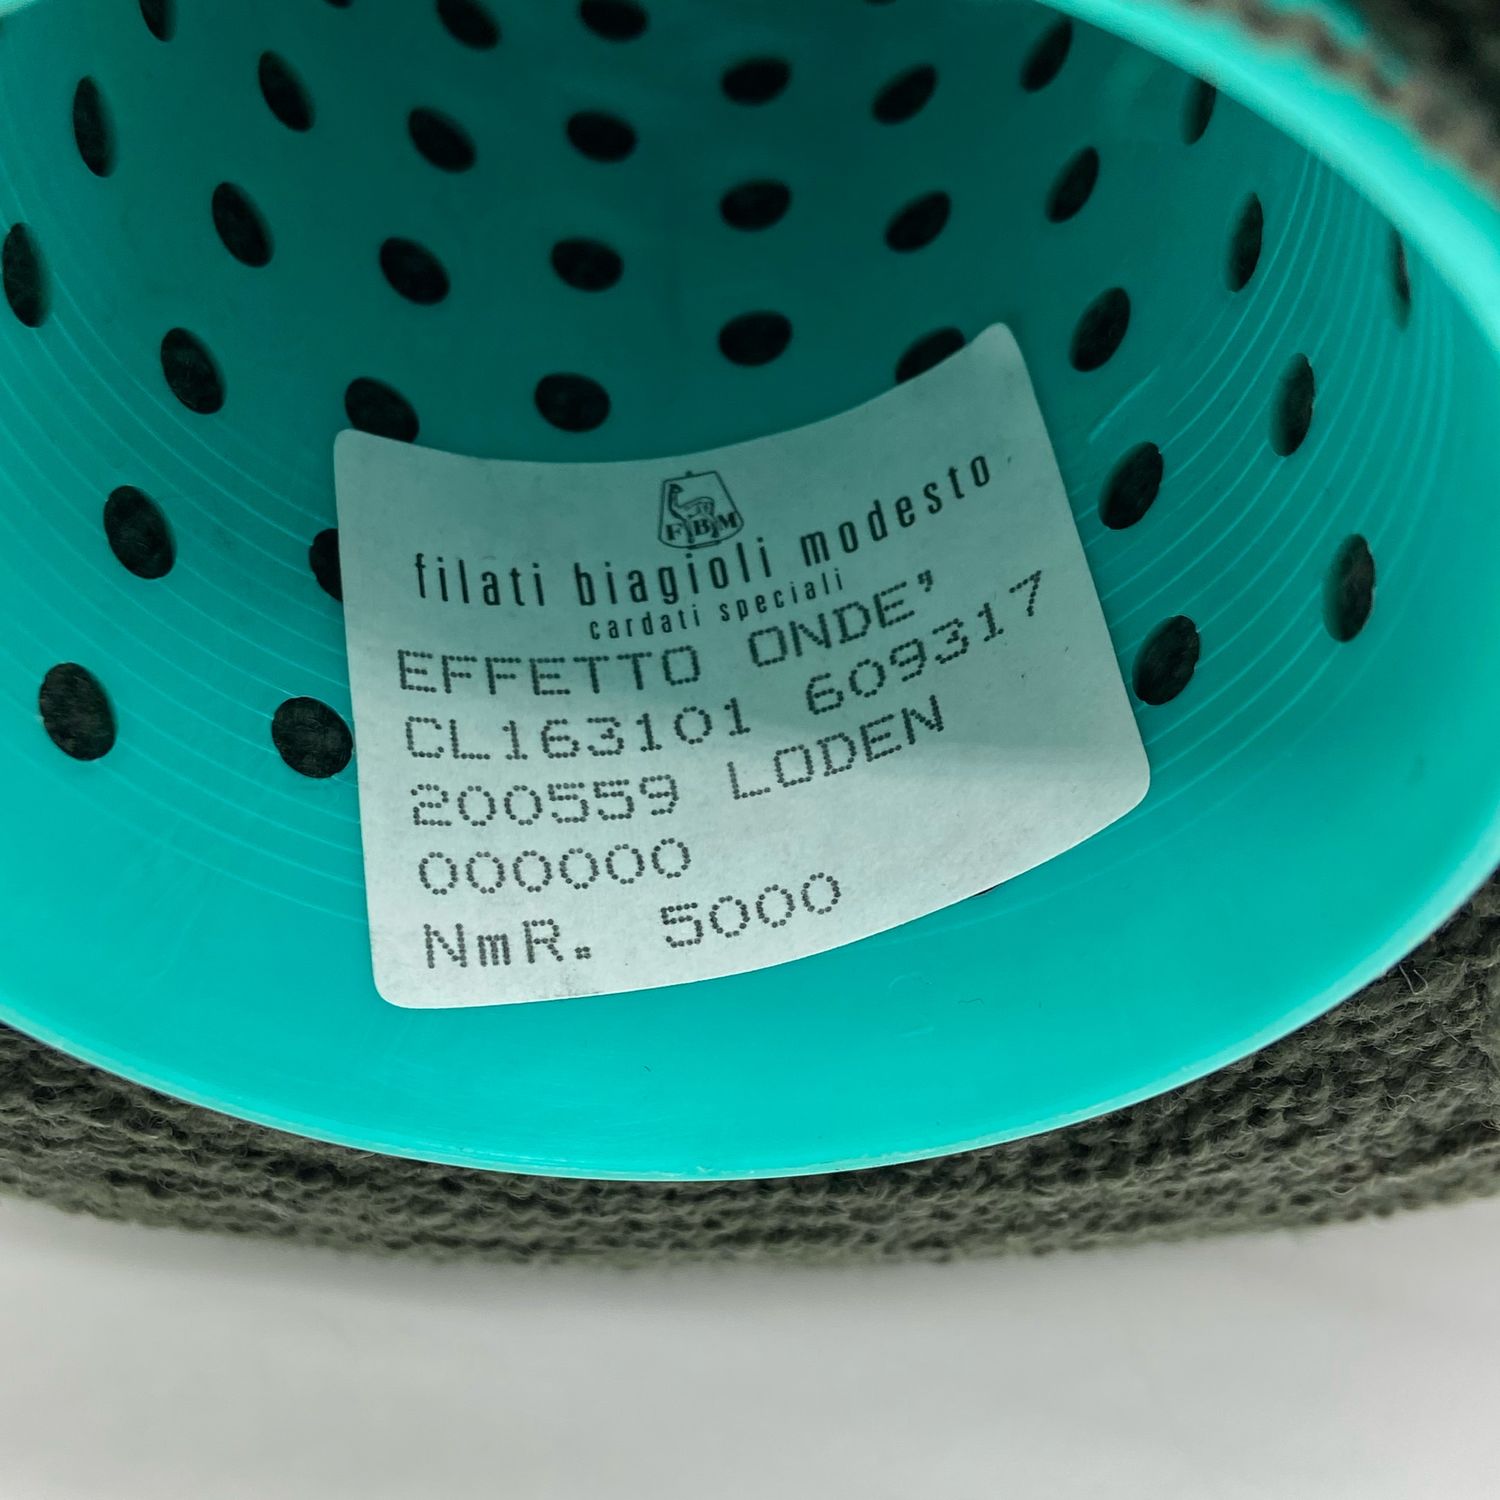 FBM
filati biagioli modesto
cardati speciali
EFFETTO ONDE'
CL163101 609317
200559 LODEN
000000
NmR. 5000